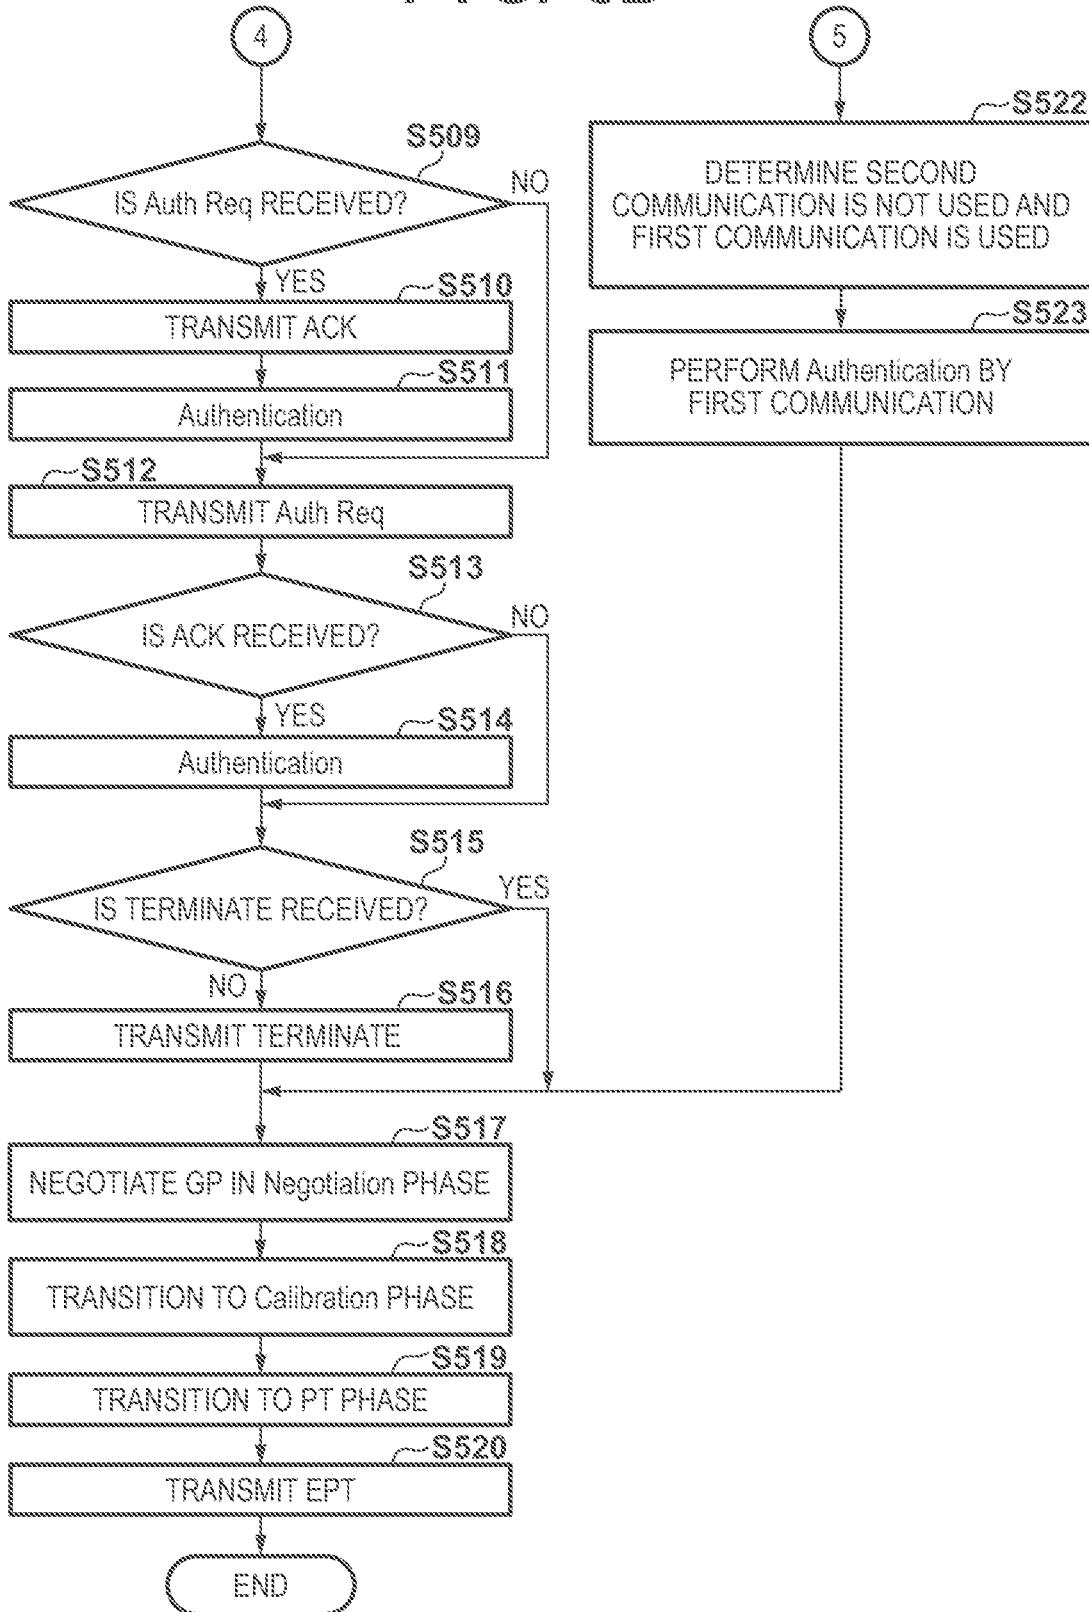 4
S509
IS Auth Req RECEIVED?
NO
YES
S510
TRANSMIT ACK
S511
Authentication
S512
TRANSMIT Auth Req
S513
IS ACK RECEIVED?
NO
YES
S514
Authentication
S515
IS TERMINATE RECEIVED?
YES
NO
S516
TRANSMIT TERMINATE
S517
NEGOTIATE GP IN Negotiation PHASE
S518
TRANSITION TO Calibration PHASE
S519
TRANSITION TO PT PHASE
S520
TRANSMIT EPT
END
5
S522
DETERMINE SECOND
COMMUNICATION IS NOT USED AND
FIRST COMMUNICATION IS USED
S523
PERFORM Authentication BY
FIRST COMMUNICATION